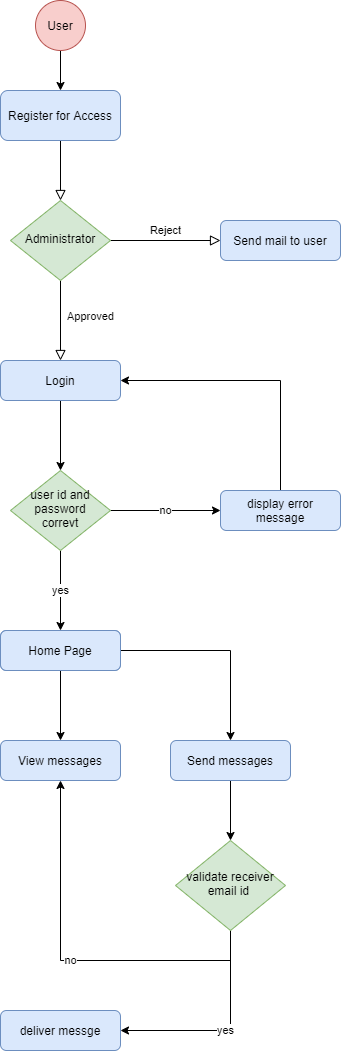 User
Register for Access
Administrator
Reject
Send mail to user
Approved
Login
user id and
password
correvt
no
display error
message
yes
Home Page
View messages
Send messages
validate receiver
email id
no
deliver messge
yes